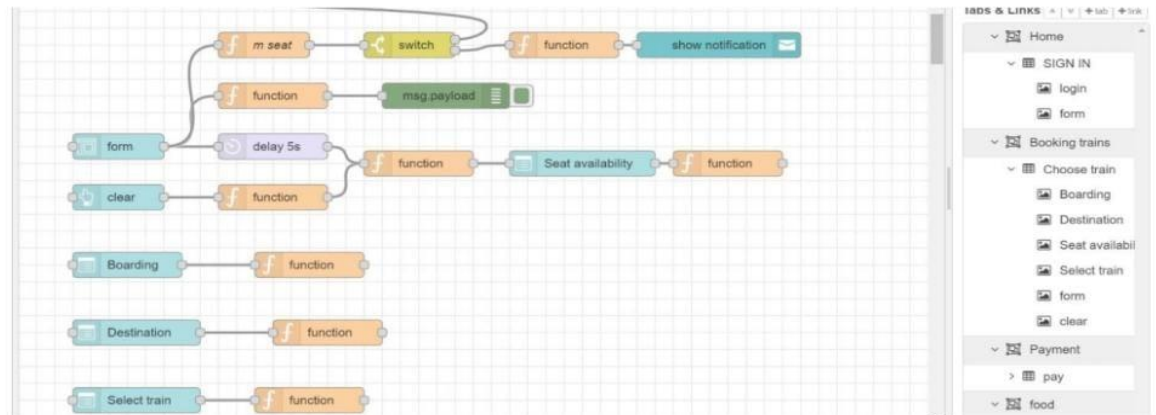 Tabs & Links
tab
link
m seat
switch
function
show notification
function
msg.payload
form
delay 5s
function
Seat availability
function
clear
function
Boarding
function
Destination
function
Select train
function
Home
SIGN IN
login
form
Booking trains
Choose train
Boarding
Destination
Seat availabil
Select train
form
clear
Payment
pay
food